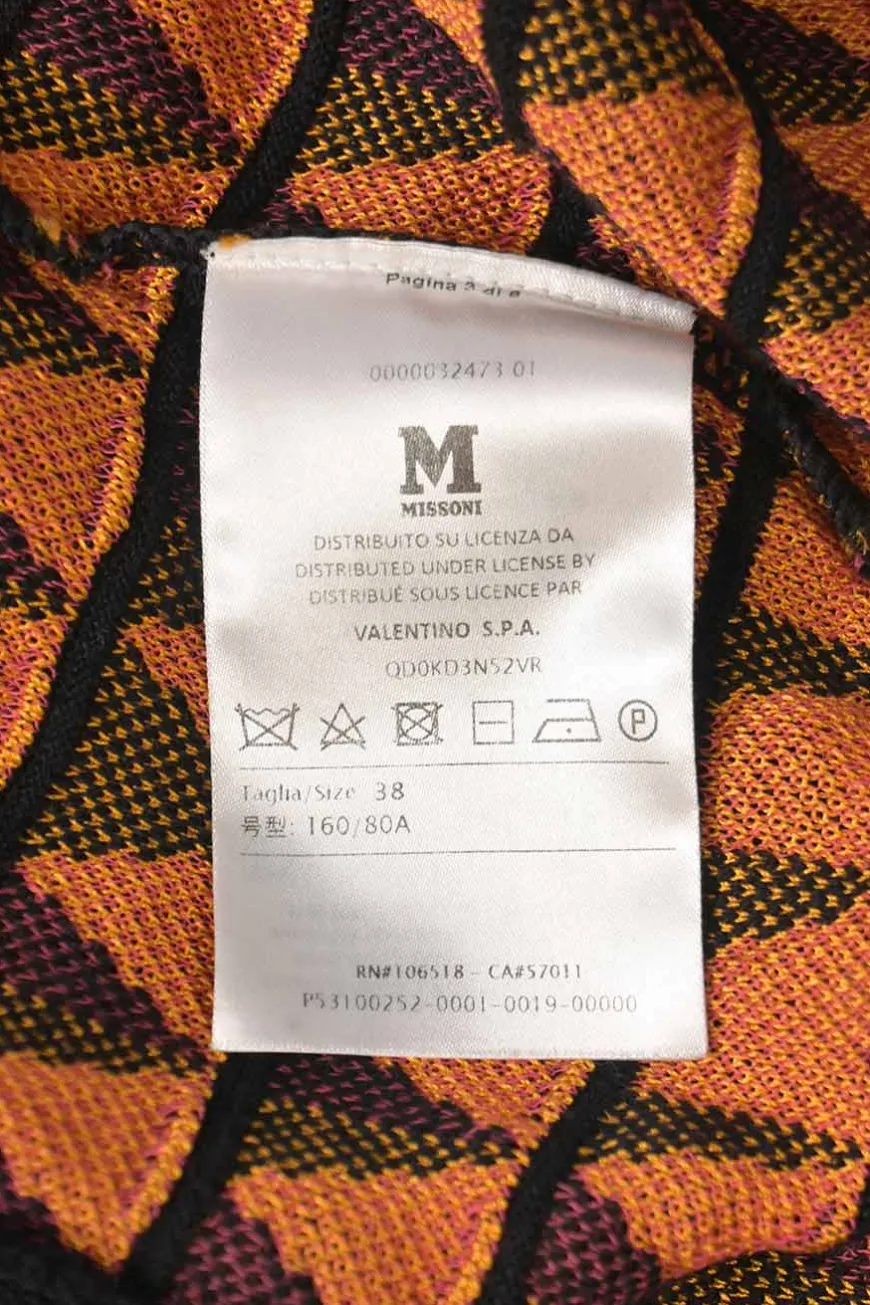 Pagina 3 di 8
0000032473 01
M
MISSONI
DISTRIBUITO SU LICENZA DA
DISTRIBUTED UNDER LICENSE BY
DISTRIBUÉ SOUS LICENCE PAR
VALENTINO S.P.A.
QD0KD3N52VR
P
Taglia/Size 38
号型: 160/80A
RN#106518 - CA#57011
P53100252-0001-0019-00000